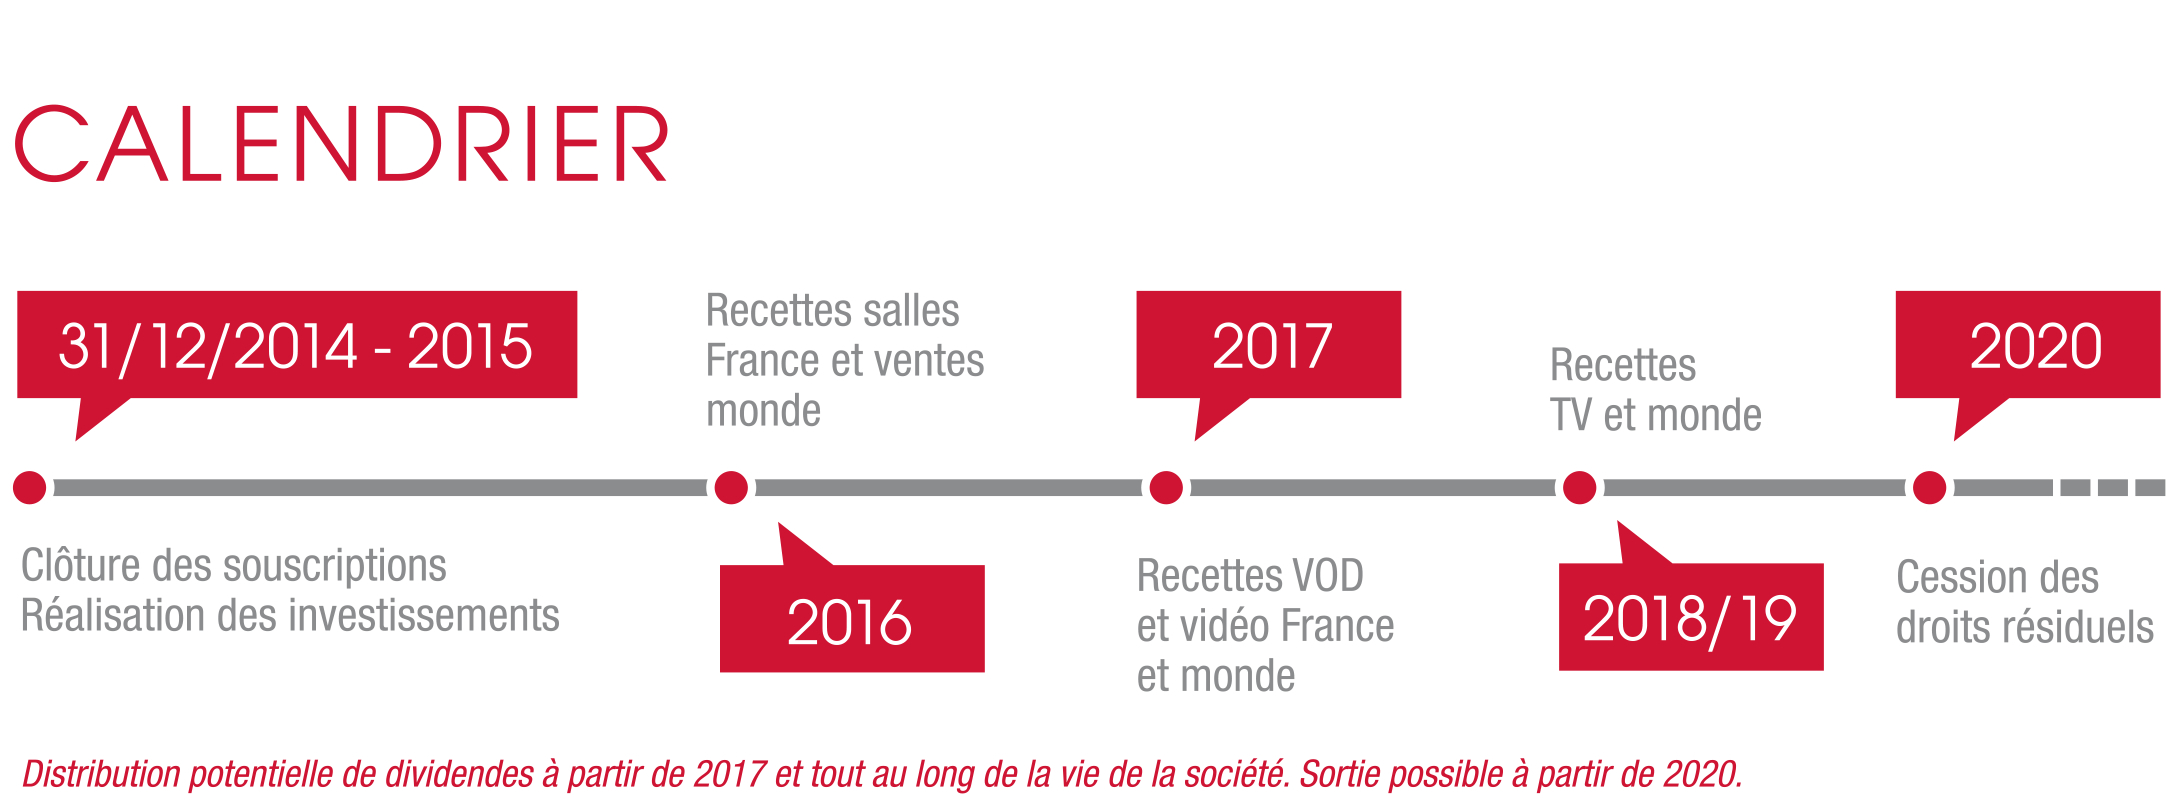 CALENDRIER
31/12/2014 - 2015
Clôture des souscriptions
Réalisation des investissements
Recettes salles
France et ventes
monde
2016
2017
Recettes VOD
et vidéo France
et monde
Recettes
TV et monde
2018/19
2020
Cession des
droits résiduels
Distribution potentielle de dividendes à partir de 2017 et tout au long de la vie de la société. Sortie possible à partir de 2020.